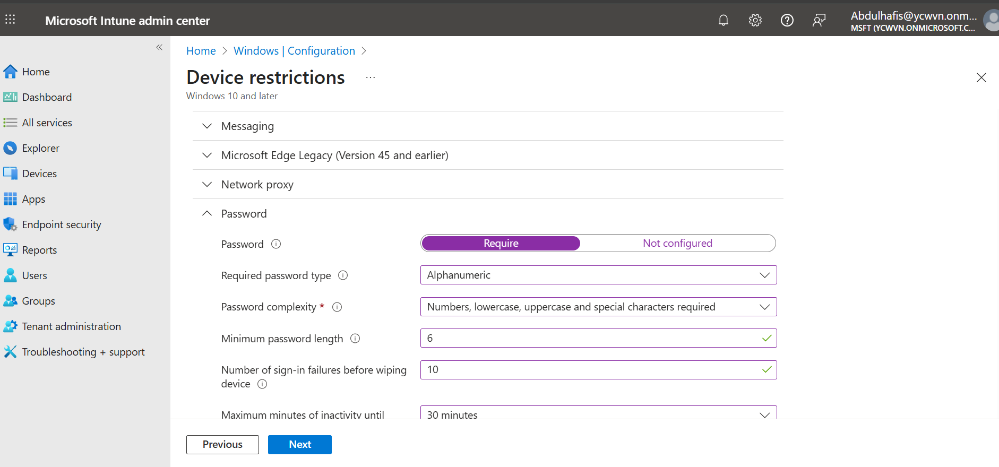 Microsoft Intune admin center
Abdulhafis@ycwvn.onm...
MSFT (YCWVN.ONMICROSOFT.C...
Home
Dashboard
All services
Explorer
Devices
Apps
Endpoint security
Reports
Users
Groups
Tenant administration
Troubleshooting + support
Home > Windows | Configuration >
Device restrictions ...
Windows 10 and later
Messaging
Microsoft Edge Legacy (Version 45 and earlier)
Network proxy
Password
Password Require Not configured
Required password type Alphanumeric
Password complexity * Numbers, lowercase, uppercase and special characters required
Minimum password length 6
Number of sign-in failures before wiping
device 10
Maximum minutes of inactivity until 30 minutes
Previous Next